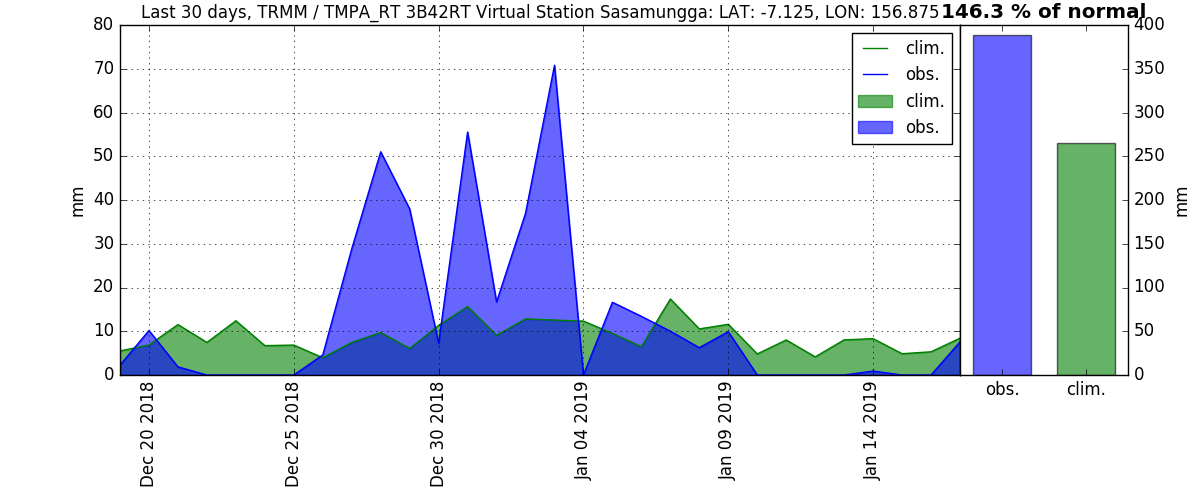 Last 30 days, TRMM / TMPA_RT 3B42RT Virtual Station Sasamungga: LAT: -7.125, LON: 156.875
146.3 % of normal
80
70
60
50
40
30
20
10
0
mm
Dec 20 2018
Dec 25 2018
Dec 30 2018
Jan 04 2019
Jan 09 2019
Jan 14 2019
clim.
obs.
clim.
obs.
400
350
300
250
200
150
100
50
0
mm
obs. clim.